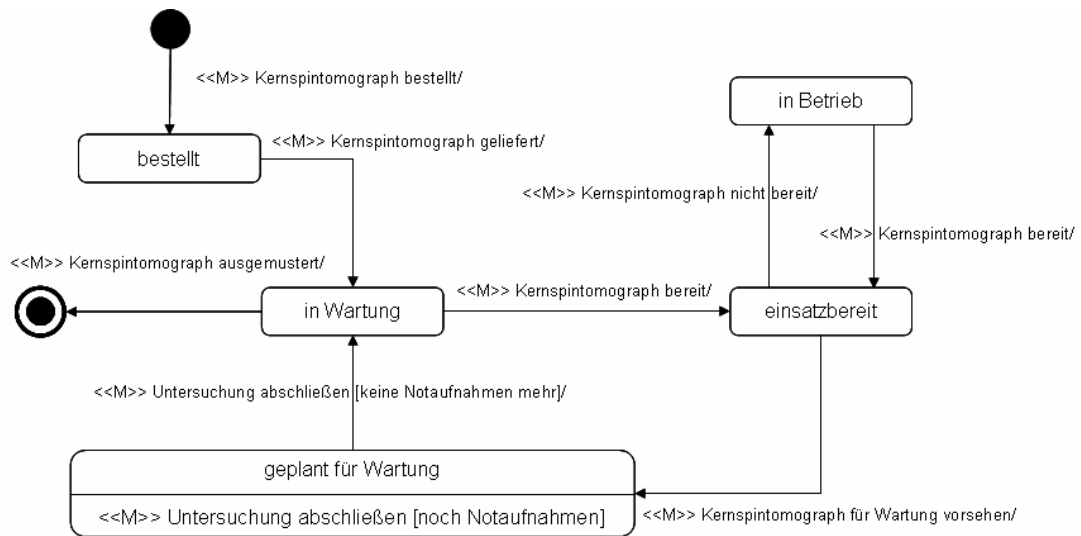 <<M>> Kernspintomograph bestellt/
in Betrieb
bestellt
<<M>> Kernspintomograph geliefert/
<<M>> Kernspintomograph nicht bereit/
<<M>> Kernspintomograph bereit/
<<M>> Kernspintomograph ausgemustert/
in Wartung
<<M>> Kernspintomograph bereit/
einsatzbereit
<<M>> Untersuchung abschließen [keine Notaufnahmen mehr]/
geplant für Wartung
<<M>> Untersuchung abschließen [noch Notaufnahmen]
<<M>> Kernspintomograph für Wartung vorsehen/